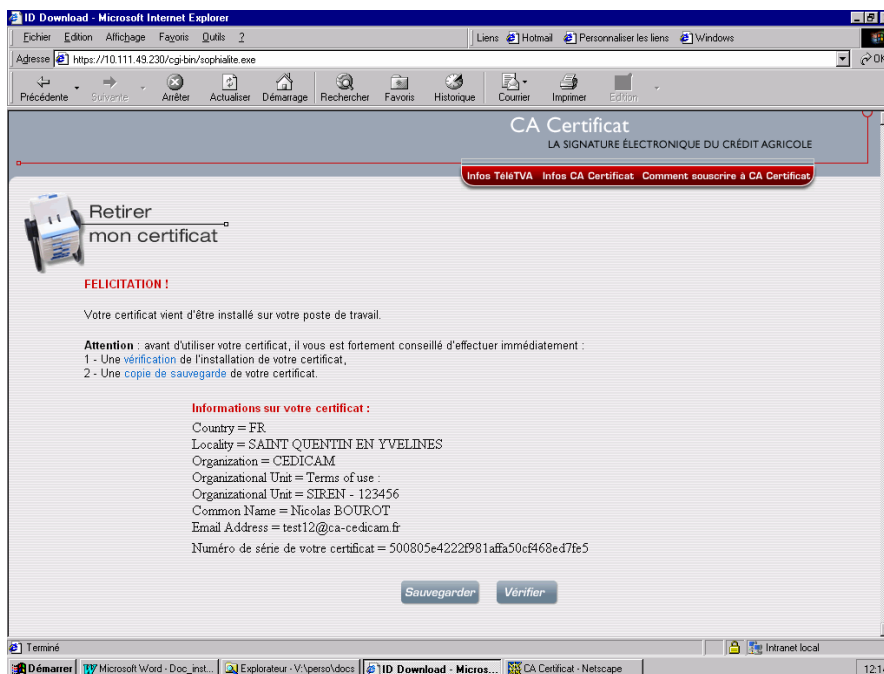 ID Download - Microsoft Internet Explorer
Fichier Edition Affichage Favoris Outils ?
Liens Hotmail Personnaliser les liens Windows
Adresse https://10.111.49.230/cgi-bin/sophialite.exe
OK
Précédente Suivante Arrêter Actualiser Démarrage Rechercher Favoris Historique Courrier Imprimer Edition
CA Certificat
LA SIGNATURE ÉLECTRONIQUE DU CRÉDIT AGRICOLE
Infos TéléTVA Infos CA Certificat Comment souscrire à CA Certificat
Retirer
mon certificat
FELICITATION !
Votre certificat vient d'être installé sur votre poste de travail.
Attention : avant d'utiliser votre certificat, il vous est fortement conseillé d'effectuer immédiatement :
1 - Une vérification de l'installation de votre certificat,
2 - Une copie de sauvegarde de votre certificat.
Informations sur votre certificat :
Country = FR
Locality = SAINT QUENTIN EN YVELINES
Organization = CEDICAM
Organizational Unit = Terms of use :
Organizational Unit = SIREN - 123456
Common Name = Nicolas BOUROT
Email Address = test12@ca-cedicam.fr
Numéro de série de votre certificat = 500805e4222f981affa50cf468ed7fe5
Sauvegarder Vérifier
Terminé
Intranet local
Démarrer Microsoft Word - Doc_inst... Explorateur - V:\perso\docs ID Download - Micros... CA Certificat - Netscape